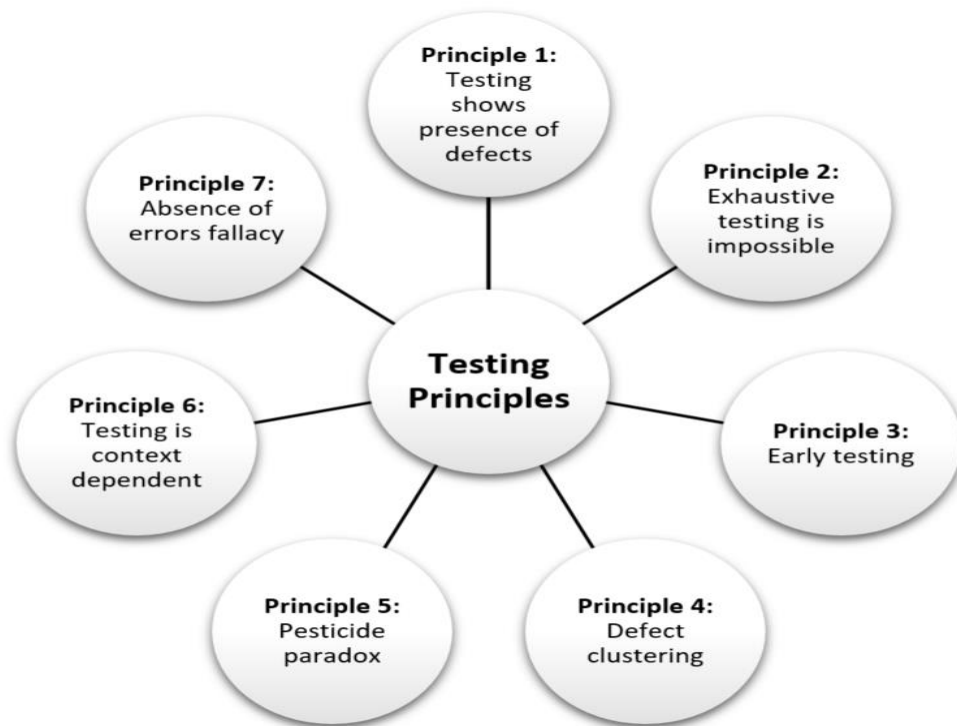 Principle 1:
Testing
shows
presence of
defects
Principle 2:
Exhaustive
testing is
impossible
Principle 3:
Early testing
Principle 4:
Defect
clustering
Principle 5:
Pesticide
paradox
Principle 6:
Testing is
context
dependent
Principle 7:
Absence of
errors fallacy
Testing
Principles